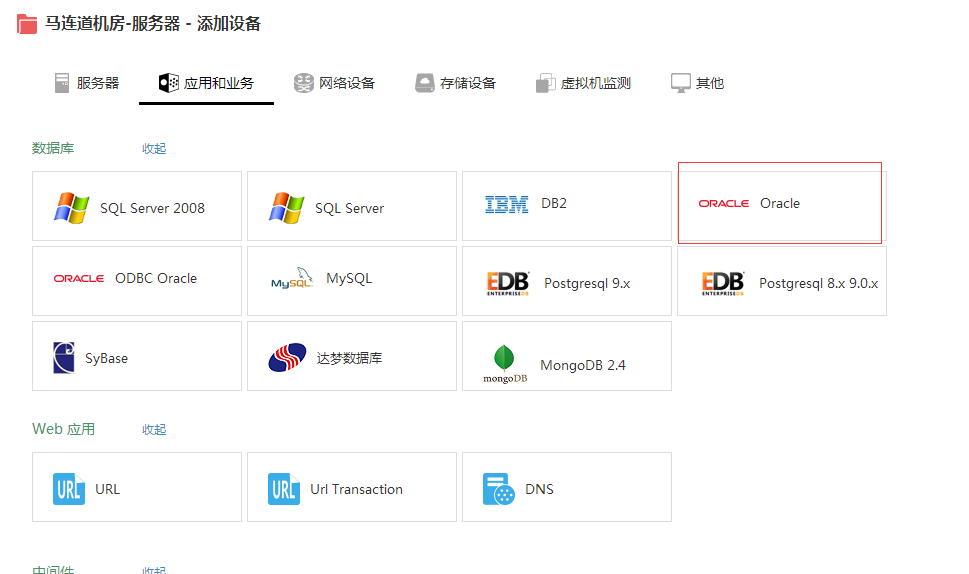 马连道机房-服务器 - 添加设备
服务器 应用和业务 网络设备 存储设备 虚拟机监测 其他
数据库 收起
SQL Server 2008 SQL Server IBM DB2 ORACLE Oracle
ORACLE ODBC Oracle MySQL MySQL EDB ENTERPRISEDB Postgresql 9.x EDB ENTERPRISEDB Postgresql 8.x 9.0.x
SyBase 达梦数据库 mongoDB MongoDB 2.4
Web 应用 收起
URL URL URL Url Transaction DNS
中间件 收起